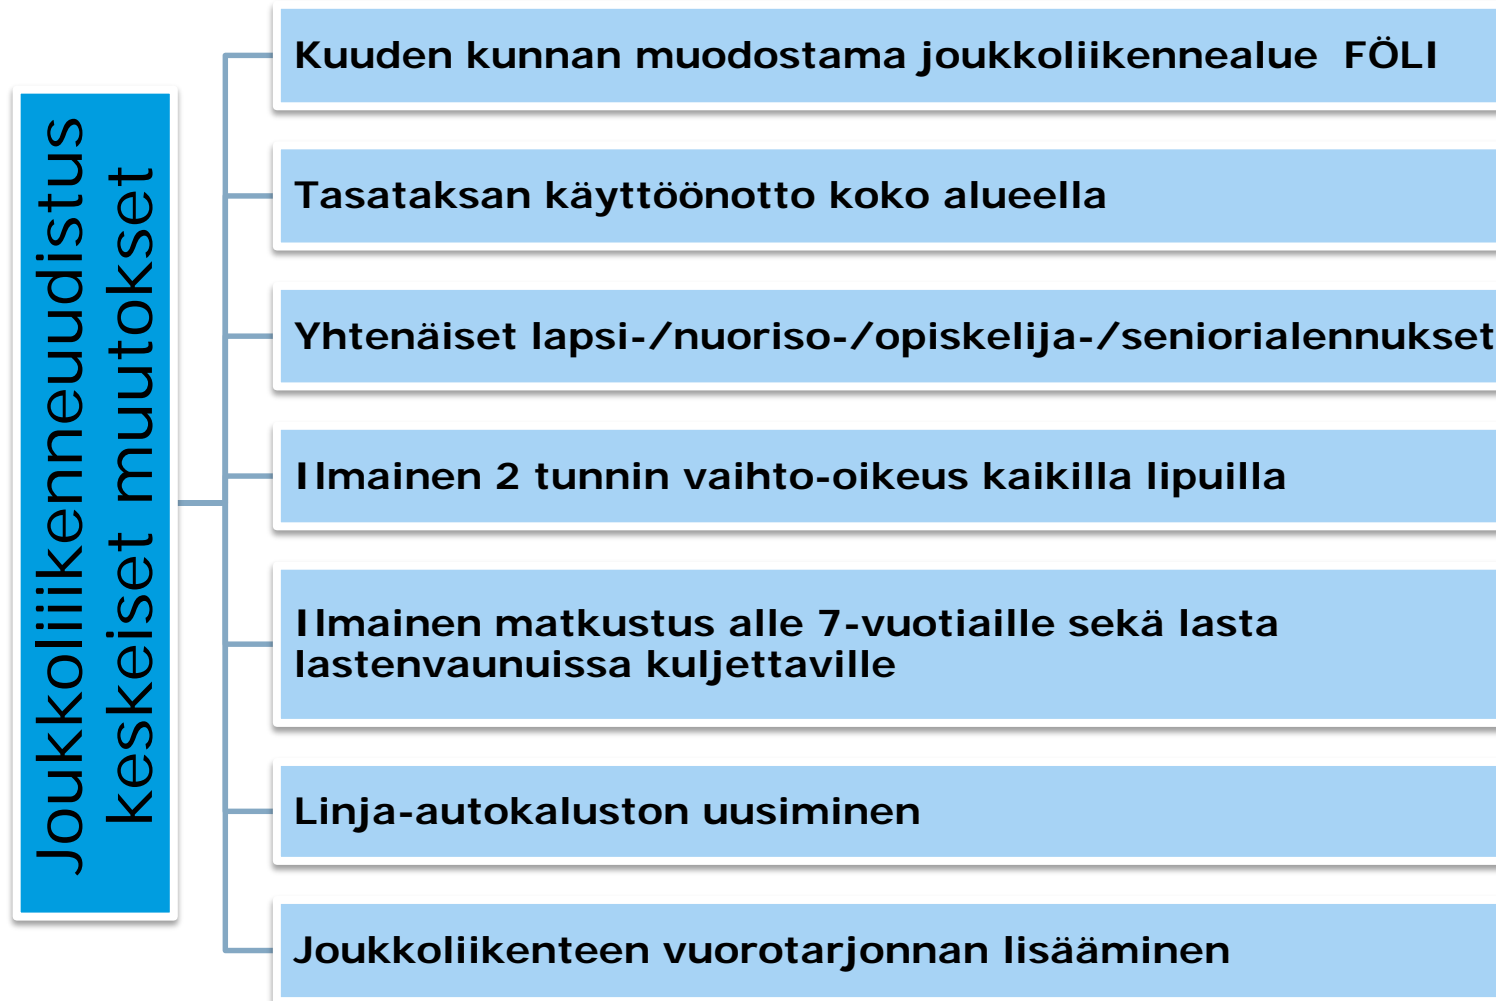 Joukkoliiikenneuudistus
keskeiset muutokset
Kuuden kunnan muodostama joukkoliikennealue FÖLI
Tasataksan käyttöönotto koko alueella
Yhtenäiset lapsi-/nuoriso-/opiskelija-/seniorialennukset
Ilmainen 2 tunnin vaihto-oikeus kaikilla lipuilla
Ilmainen matkustus alle 7-vuotiaille sekä lasta
lastenvaunuissa kuljettaville
Linja-autokaluston uusiminen
Joukkoliikenteen vuorotarjonnan lisääminen